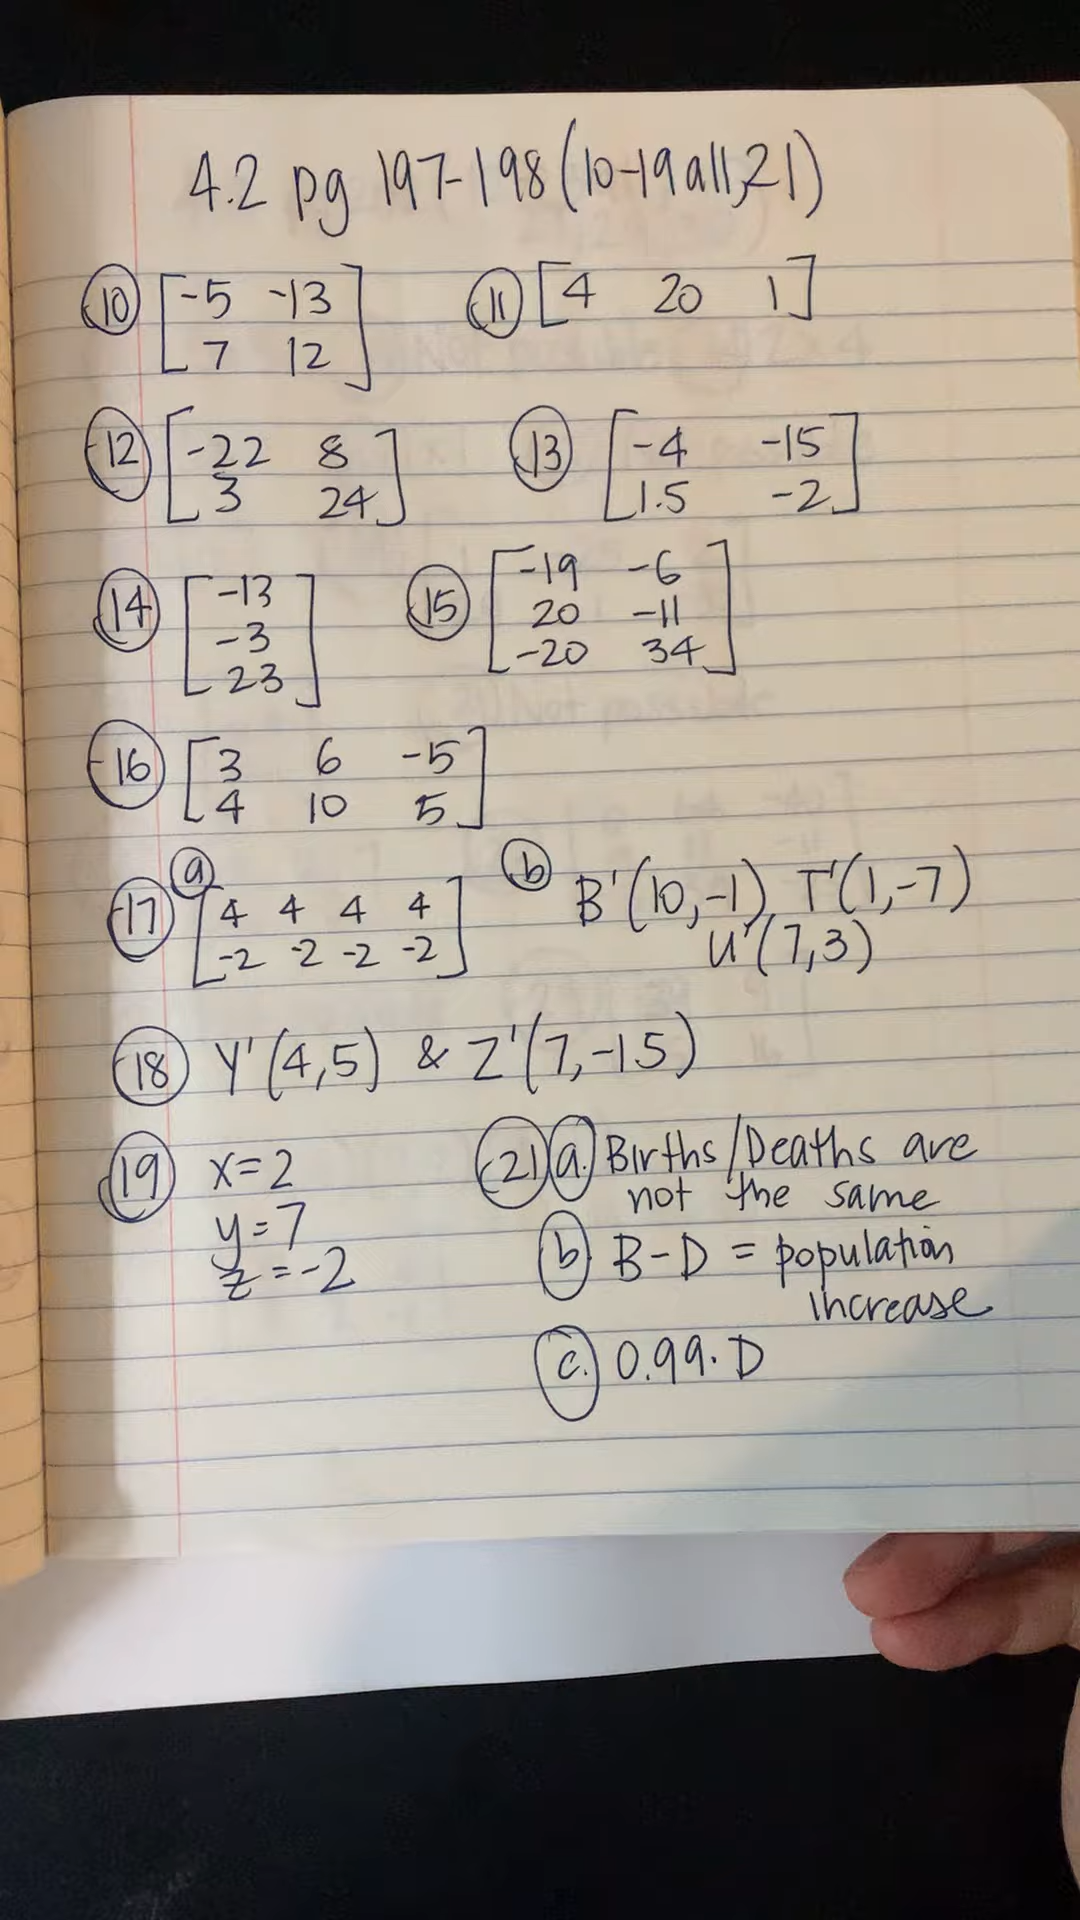 4.2 pg 197-198 (10-19 all, 21)
10 [-5 -13
7 12]
11 [4 20 1]
12 [-22 8
3 24]
13 [-4 -15
1.5 -2]
14 [-13
-3
23]
15 [-19 -6
20 -11
-20 34]
16 [3 6 -5
4 10 5]
17 a [4 4 4 4
-2 -2 -2 -2]
b B'(10,-1), T'(1,-7)
U'(7,3)
18 Y'(4,5) & Z'(7,-1.5)
19 x=2
y=7
z=-2
21 a. Births/Deaths are
not the same
b B-D = population
increase
c. 0.99·D